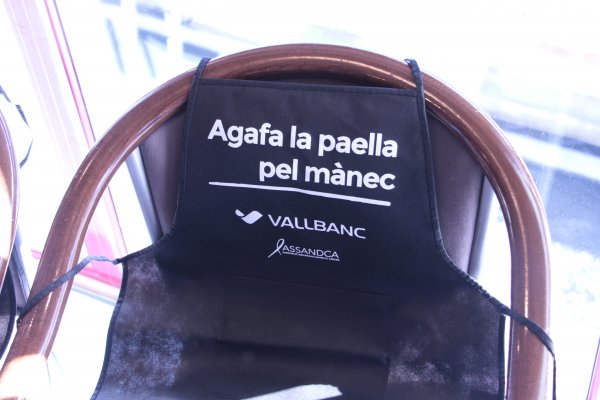 Agafa la paella
pel mànec
VALLBANC
ASSANDCA